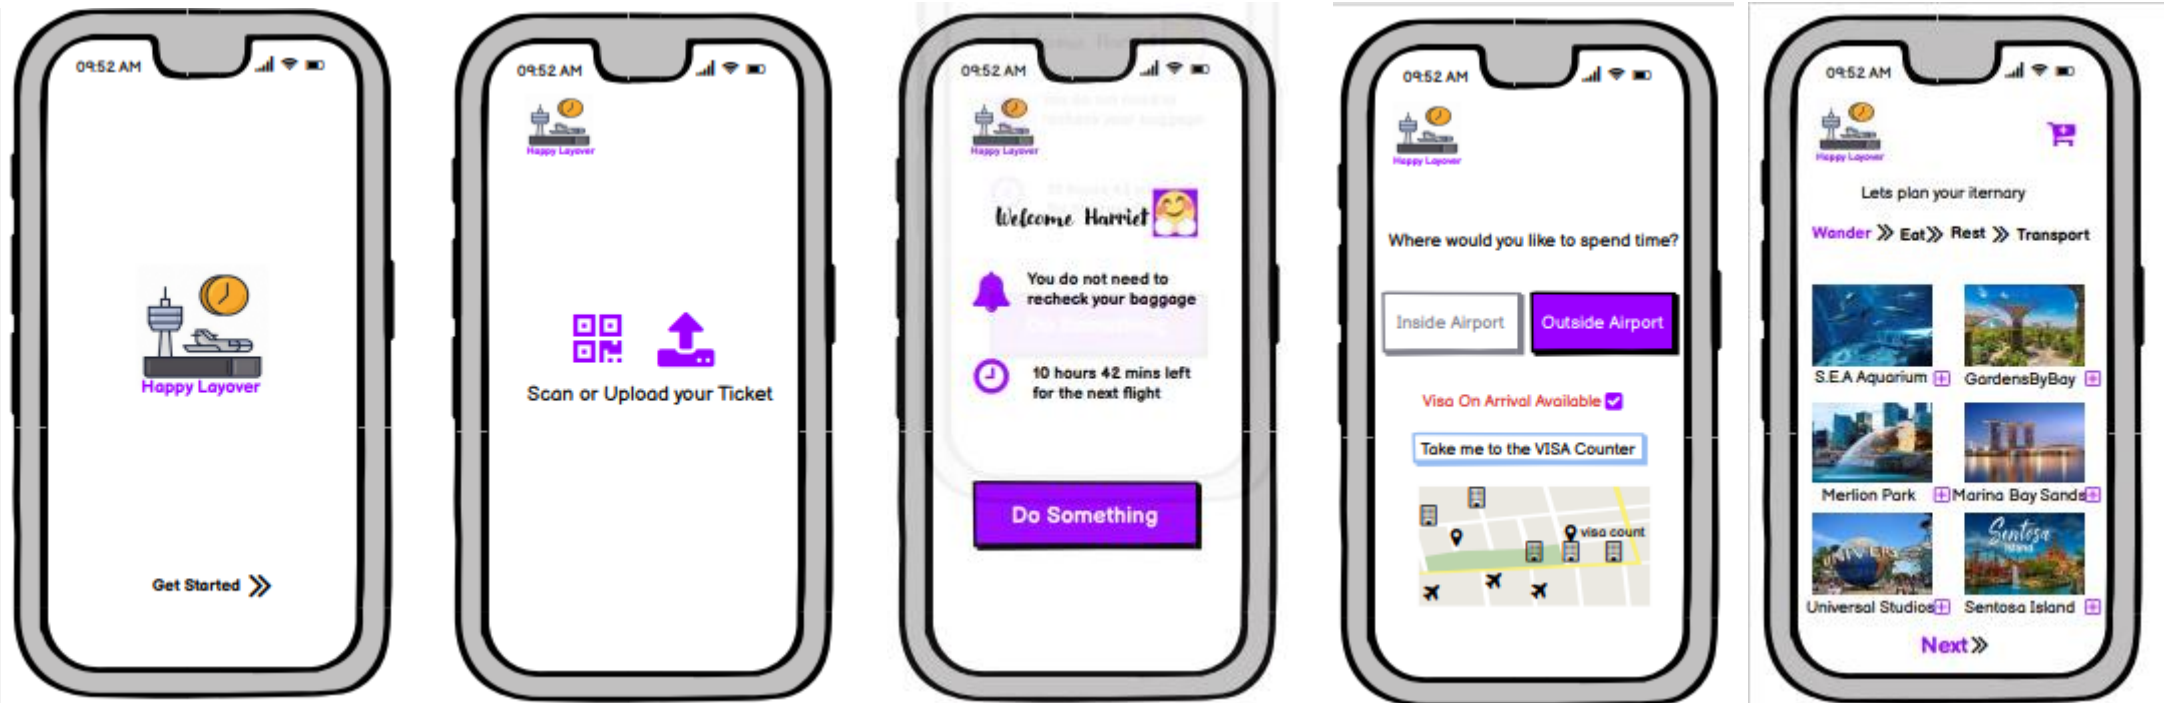 09:52 AM
Happy Layover
Get Started
09:52 AM
Happy Layover
Scan or Upload your Ticket
09:52 AM
Happy Layover
Welcome Harriet
You do not need to
recheck your baggage
10 hours 42 mins left
for the next flight
Do Something
09:52 AM
Happy Layover
Where would you like to spend time?
Inside Airport
Outside Airport
Visa On Arrival Available
Take me to the VISA Counter
visa count
09:52 AM
Happy Layover
Lets plan your iternary
Wander Eat Rest Transport
S.E.A Aquarium
GardensByBay
Merlion Park
Marina Bay Sands
Sentosa
Island
Universal Studios
Sentosa Island
Next